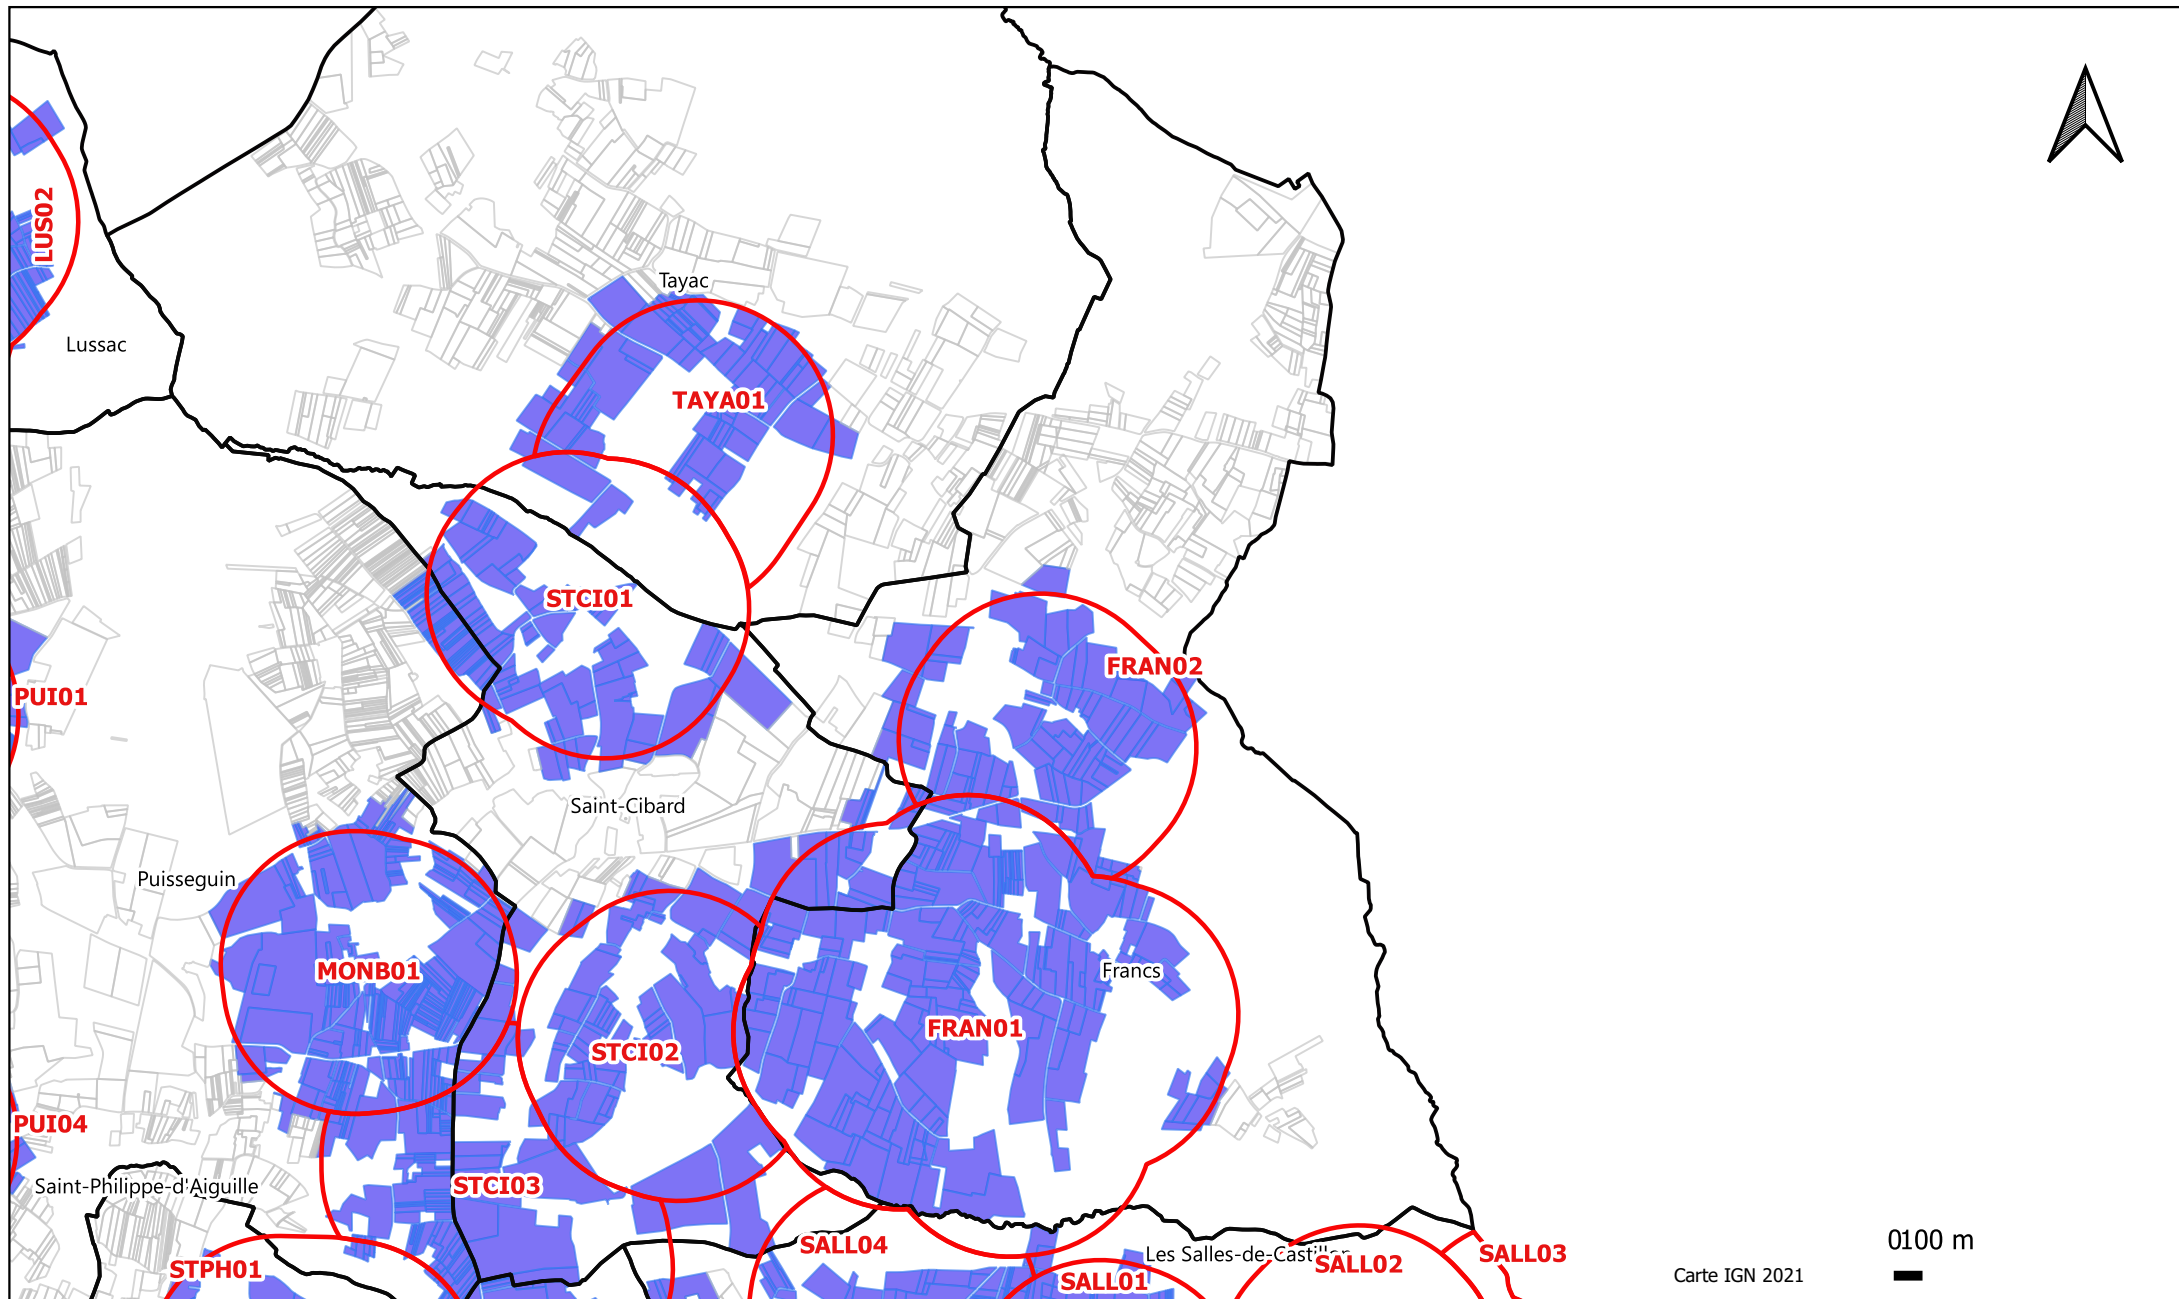 LUS02
Tayac
Lussac
TAYA01
STCI01
FRAN02
PUI01
Saint-Cibard
Puisseguin
MONB01
Francs
FRAN01
STCI02
PUI04
Saint-Philippe-d'Aiguille
STCI03
SALL04
Les Salles-de-Castillon
SALL02
SALL03
STPH01
SALL01
0100 m
Carte IGN 2021